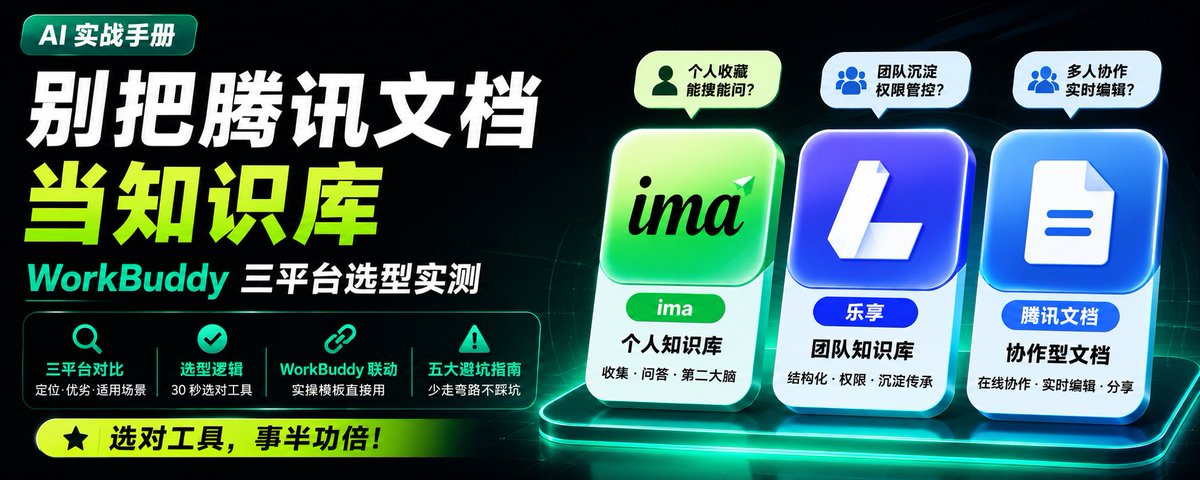 AI 实战手册
别把腾讯文档
当知识库
WorkBuddy 三平台选型实测
三平台对比
定位·优劣·适用场景
选型逻辑
30 秒选对工具
WorkBuddy 联动
实操模板直接用
五大避坑指南
少走弯路不踩坑
选对工具，事半功倍！
个人收藏
能搜能问？
ima
ima
个人知识库
收集·问答·第二大脑
团队沉淀
权限管控？
乐享
团队知识库
结构化·权限·沉淀传承
多人协作
实时编辑？
腾讯文档
协作型文档
在线协作·实时编辑·分享